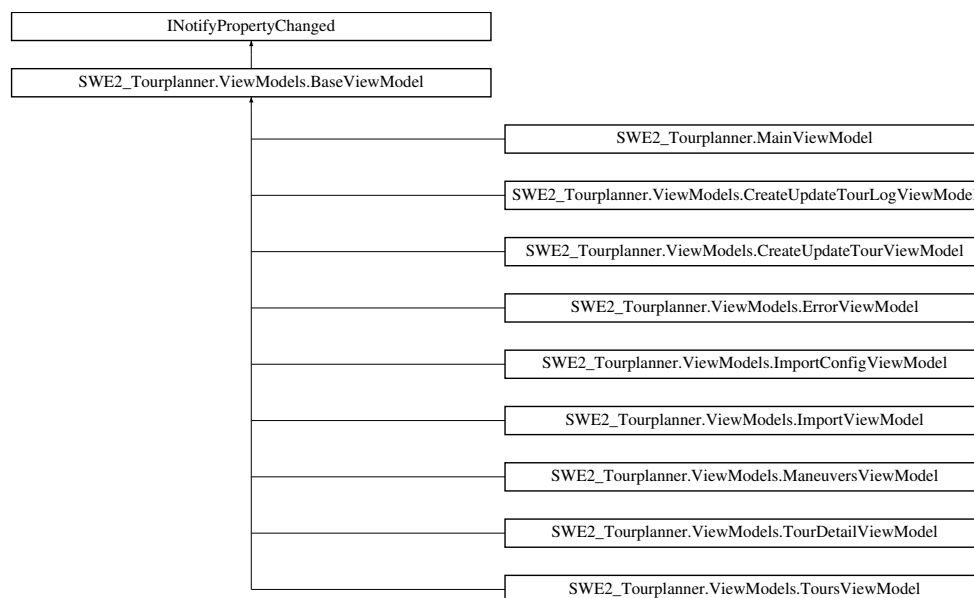 INotifyPropertyChanged
SWE2_Tourplanner.ViewModels.BaseViewModel
SWE2_Tourplanner.MainViewModel
SWE2_Tourplanner.ViewModels.CreateUpdateTourLogViewModel
SWE2_Tourplanner.ViewModels.CreateUpdateTourViewModel
SWE2_Tourplanner.ViewModels.ErrorViewModel
SWE2_Tourplanner.ViewModels.ImportConfigViewModel
SWE2_Tourplanner.ViewModels.ImportViewModel
SWE2_Tourplanner.ViewModels.ManeuversViewModel
SWE2_Tourplanner.ViewModels.TourDetailViewModel
SWE2_Tourplanner.ViewModels.ToursViewModel